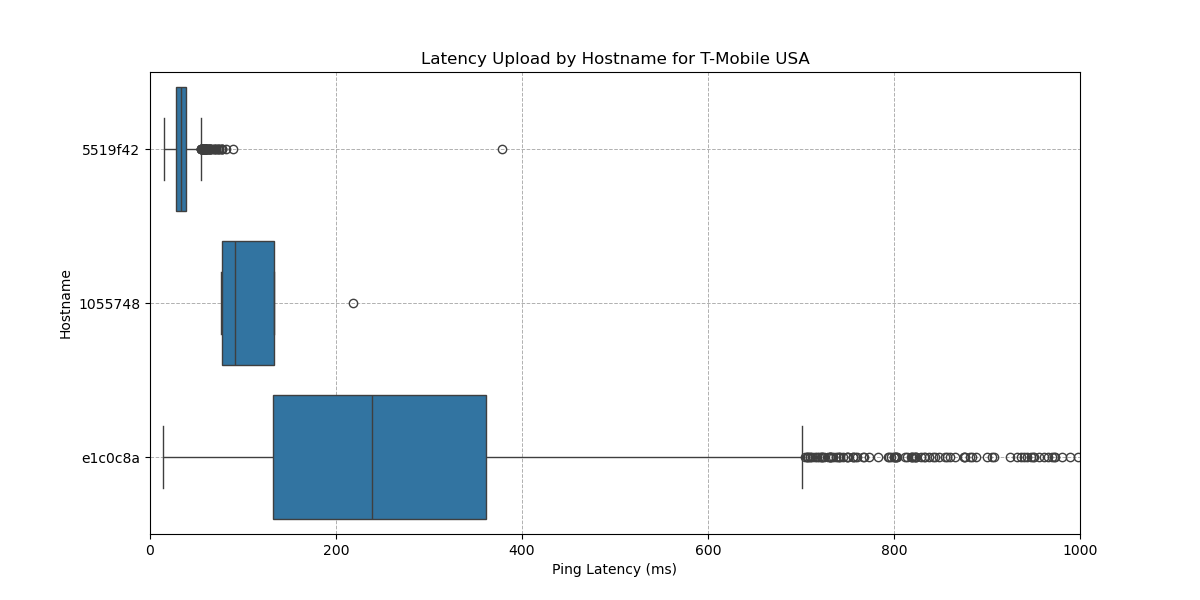 Latency Upload by Hostname for T-Mobile USA
Hostname
5519f42
1055748
e1c0c8a
0 200 400 600 800 1000
Ping Latency (ms)